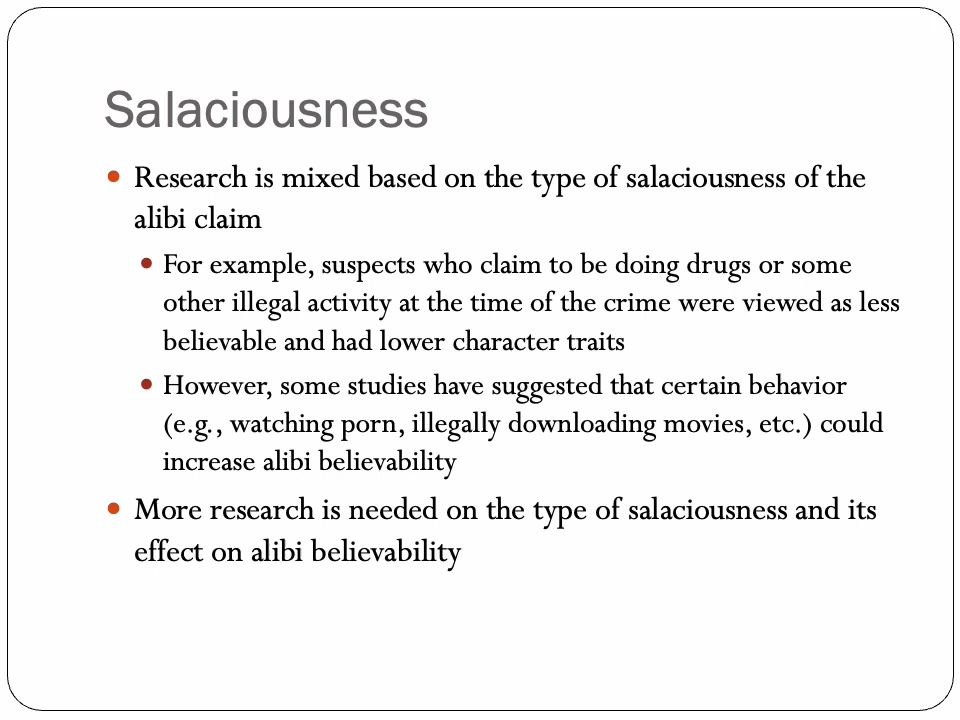 Salaciousness
• Research is mixed based on the type of salaciousness of the
alibi claim
• For example, suspects who claim to be doing drugs or some
other illegal activity at the time of the crime were viewed as less
believable and had lower character traits
• However, some studies have suggested that certain behavior
(e.g., watching porn, illegally downloading movies, etc.) could
increase alibi believability
• More research is needed on the type of salaciousness and its
effect on alibi believability